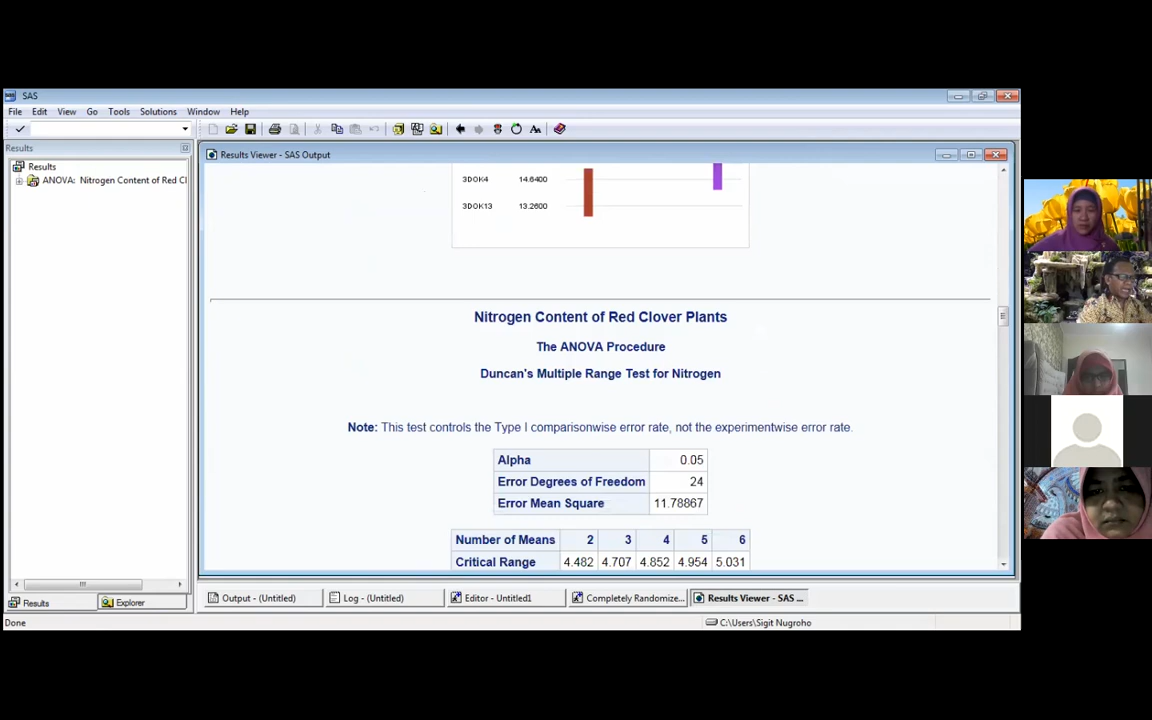 SAS
File Edit View Go Tools Solutions Window Help
Results
Results Viewer - SAS Output
Results
ANOVA: Nitrogen Content of Red Cl
3DOK4 14.6400
3DOK13 13.2600
Nitrogen Content of Red Clover Plants
The ANOVA Procedure
Duncan's Multiple Range Test for Nitrogen
Note: This test controls the Type I comparisonwise error rate, not the experimentwise error rate.
Alpha 0.05
Error Degrees of Freedom 24
Error Mean Square 11.78867
Number of Means 2 3 4 5 6
Critical Range 4.482 4.707 4.852 4.954 5.031
Results Explorer
Output - (Untitled) Log - (Untitled) Editor - Untitled1 Completely Randomize... Results Viewer - SAS ...
Done C:\Users\Sigit Nugroho